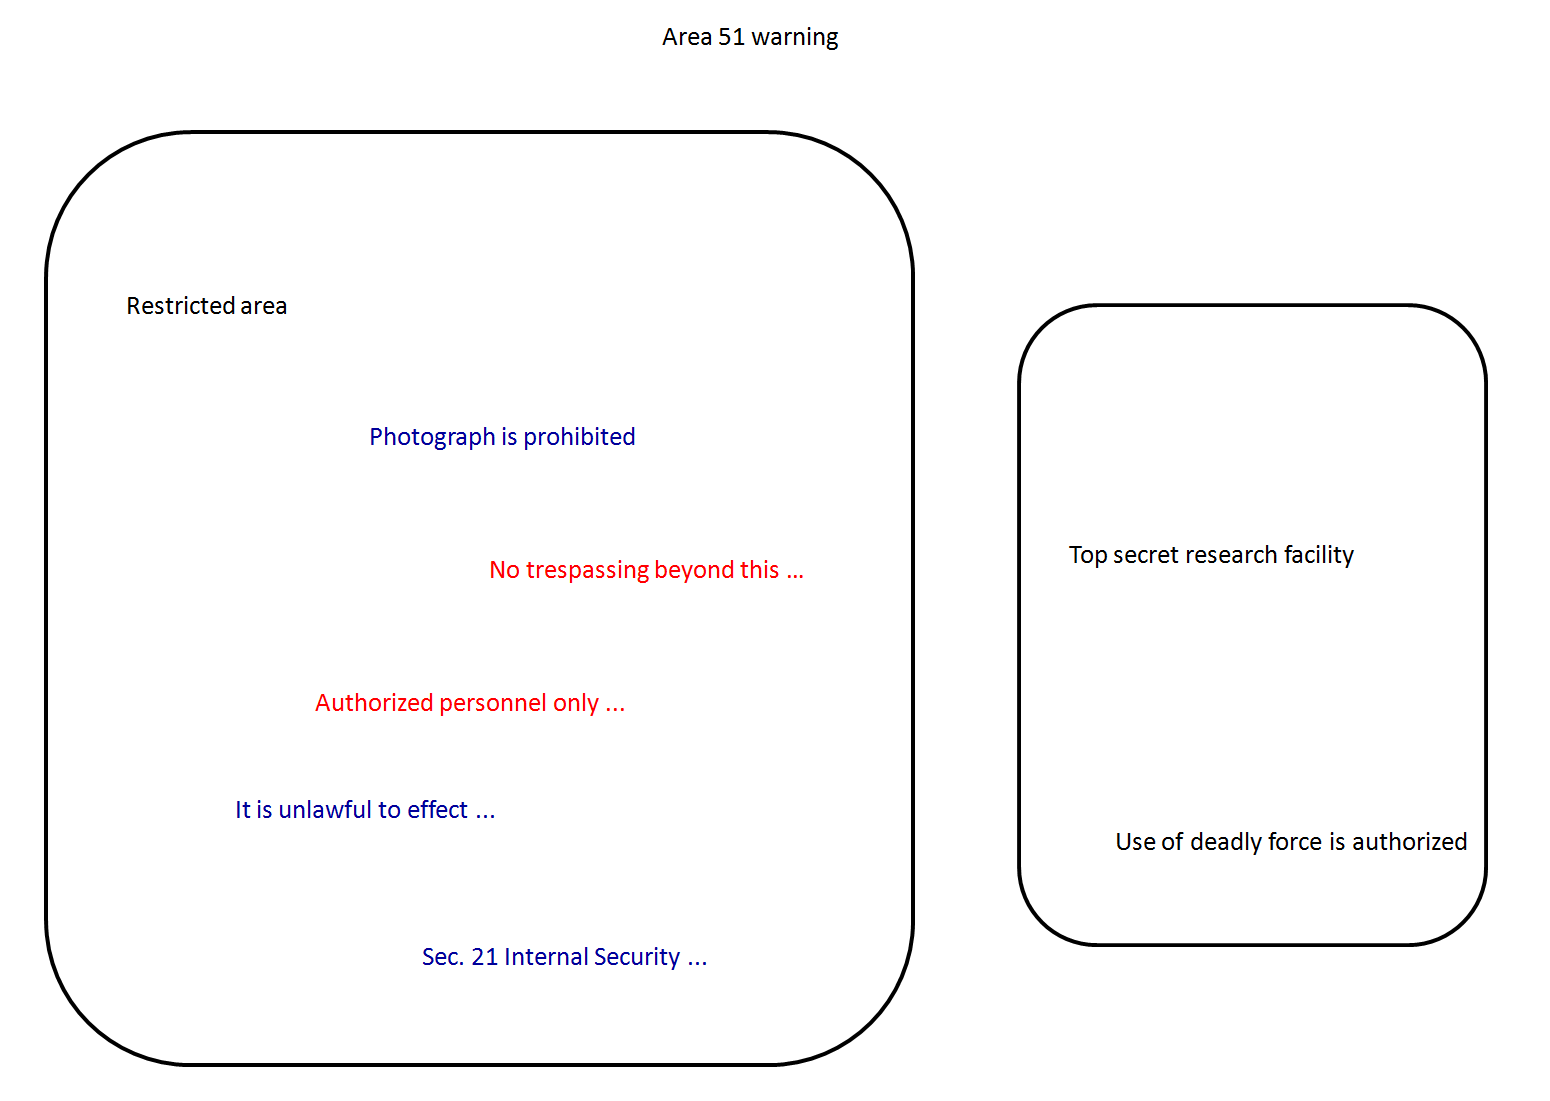 Area 51 warning
Restricted area
Photograph is prohibited
No trespassing beyond this ...
Authorized personnel only ...
It is unlawful to effect ...
Sec. 21 Internal Security ...
Top secret research facility
Use of deadly force is authorized